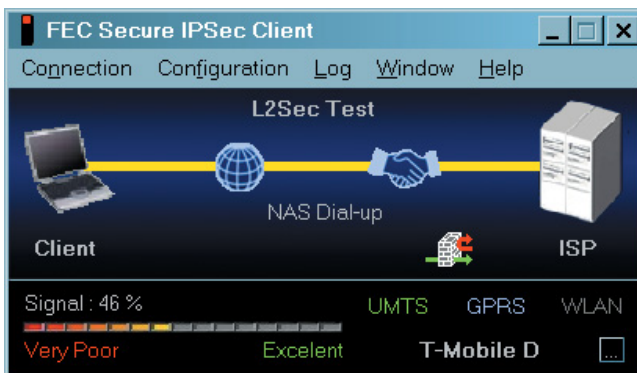 FEC Secure IPSec Client
Connection Configuration Log Window Help
L2Sec Test
NAS Dial-up
Client ISP
Signal : 46 % UMTS GPRS WLAN
Very Poor Excelent T-Mobile D ...